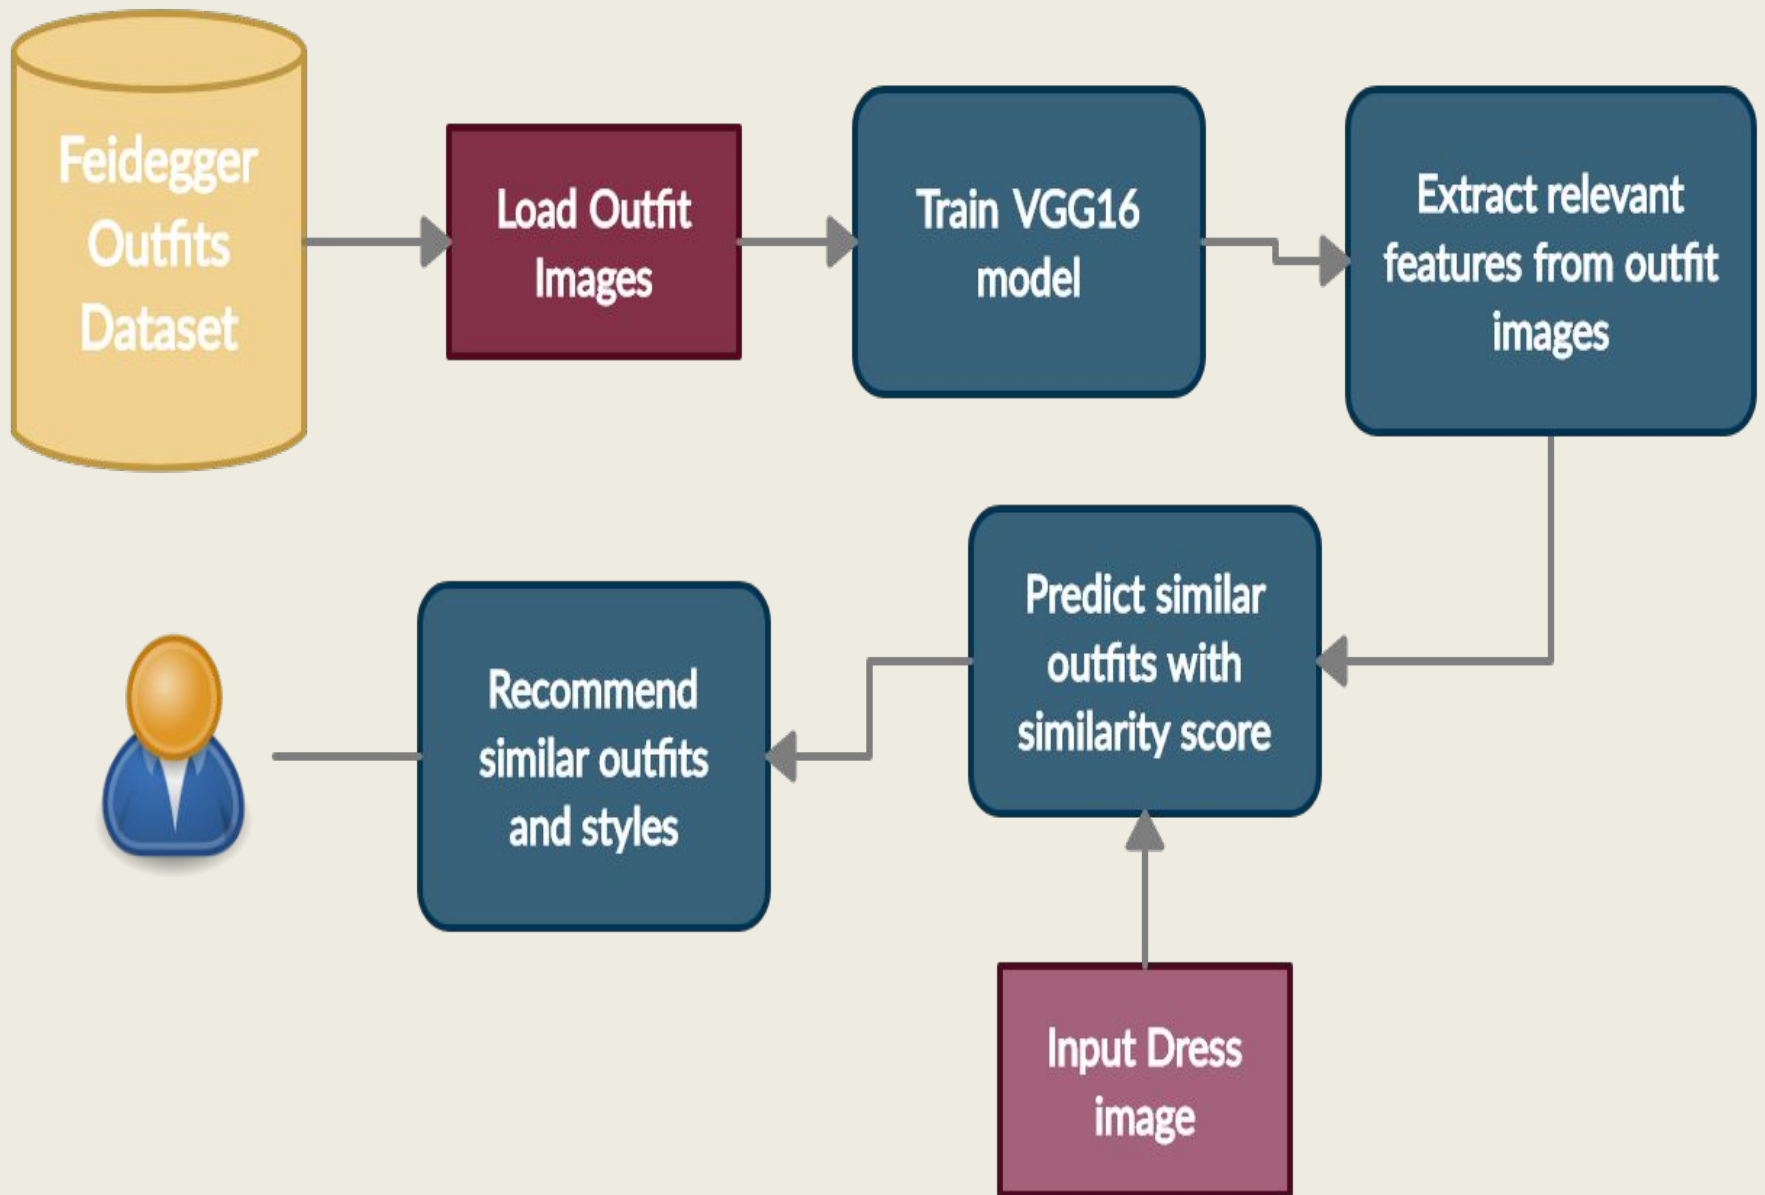 Feidegger
Outfits
Dataset
Load Outfit
Images
Train VGG16
model
Extract relevant
features from outfit
images
Predict similar
outfits with
similarity score
Recommend
similar outfits
and styles
Input Dress
image